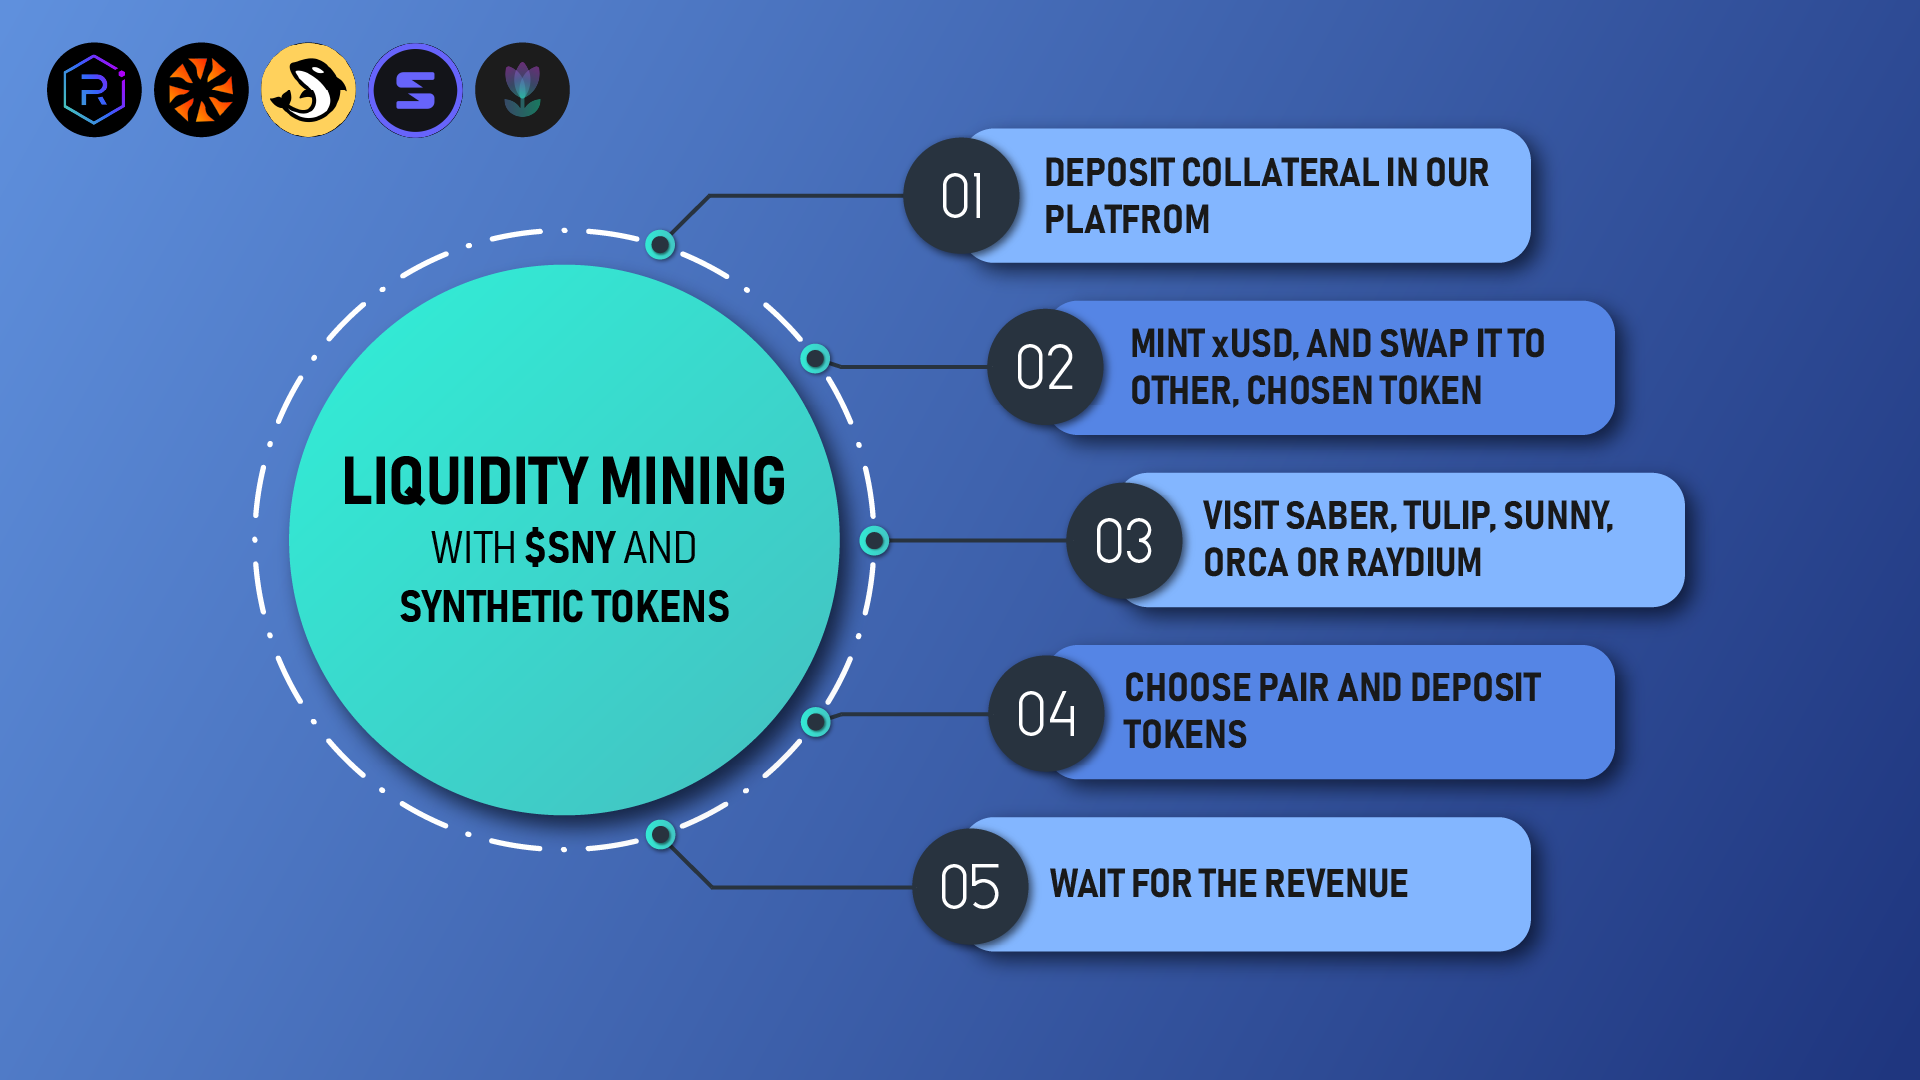 R
S
LIQUIDITY MINING
WITH $SNY AND
SYNTHETIC TOKENS
01
DEPOSIT COLLATERAL IN OUR
PLATFROM
02
MINT xUSD, AND SWAP IT TO
OTHER, CHOSEN TOKEN
03
VISIT SABER, TULIP, SUNNY,
ORCA OR RAYDIUM
04
CHOOSE PAIR AND DEPOSIT
TOKENS
05
WAIT FOR THE REVENUE